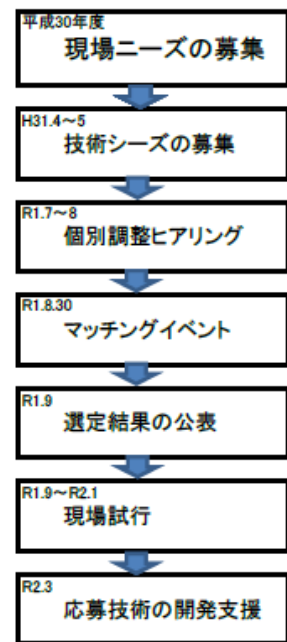 平成30年度
現場ニーズの募集
H31.4～5
技術シーズの募集
R1.7～8
個別調整ヒアリング
R1.8.30
マッチングイベント
R1.9
選定結果の公表
R1.9～R2.1
現場試行
R2.3
応募技術の開発支援